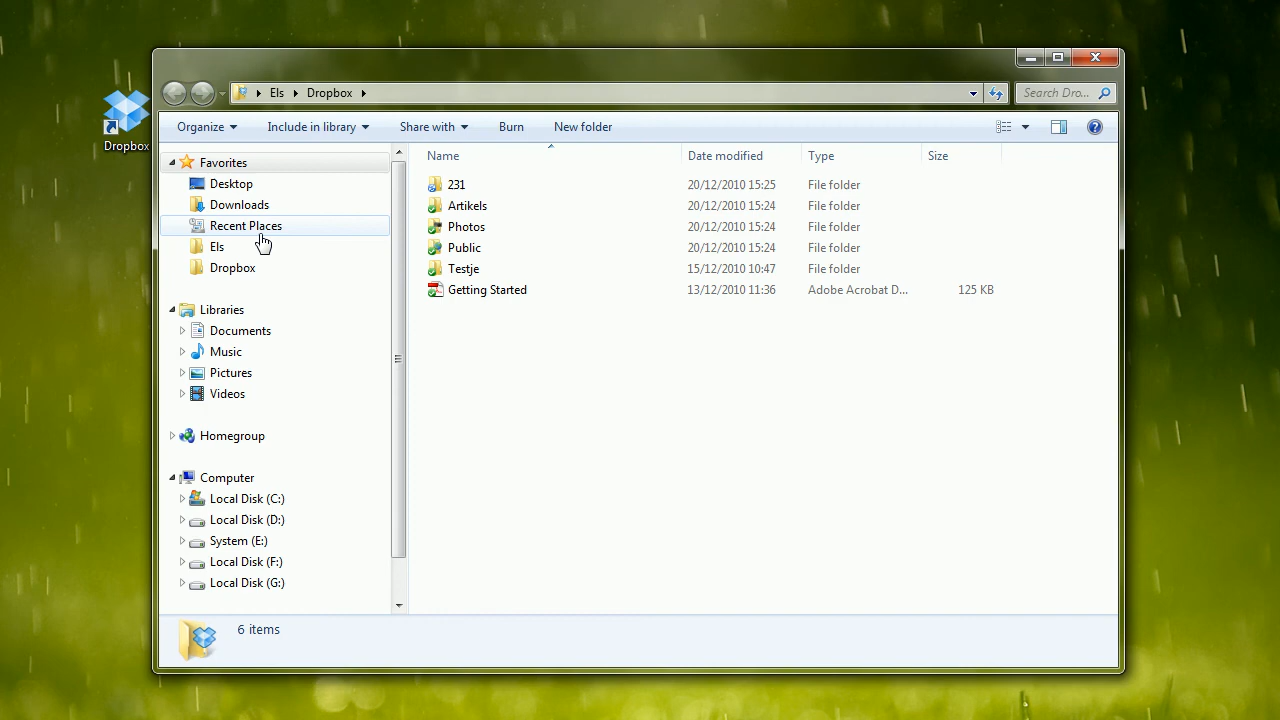 Dropbox
Els Dropbox
Search Dro...
Organize Include in library Share with Burn New folder
Favorites
Desktop
Downloads
Recent Places
Els
Dropbox
Libraries
Documents
Music
Pictures
Videos
Homegroup
Computer
Local Disk (C:)
Local Disk (D:)
System (E:)
Local Disk (F:)
Local Disk (G:)
Name Date modified Type Size
231 20/12/2010 15:25 File folder
Artikels 20/12/2010 15:24 File folder
Photos 20/12/2010 15:24 File folder
Public 20/12/2010 15:24 File folder
Testje 15/12/2010 10:47 File folder
Getting Started 13/12/2010 11:36 Adobe Acrobat D... 125 KB
6 items